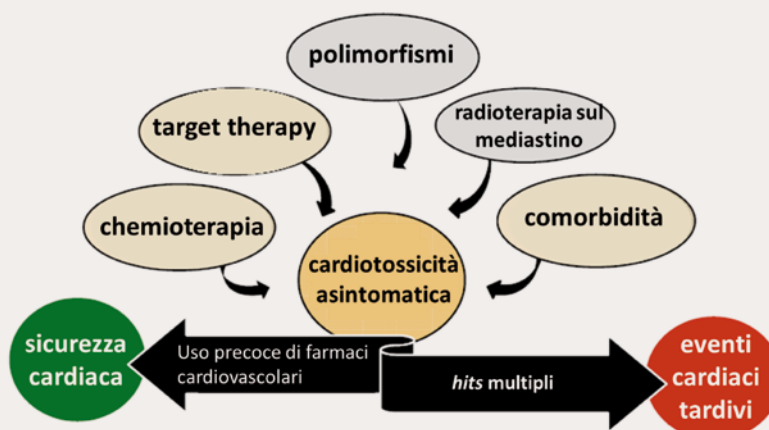 polimorfismi
target therapy
radioterapia sul
mediastino
chemioterapia
comorbidità
cardiotossicità
asintomatica
sicurezza
cardiaca
Uso precoce di farmaci
cardiovascolari
hits multipli
eventi
cardiaci
tardivi